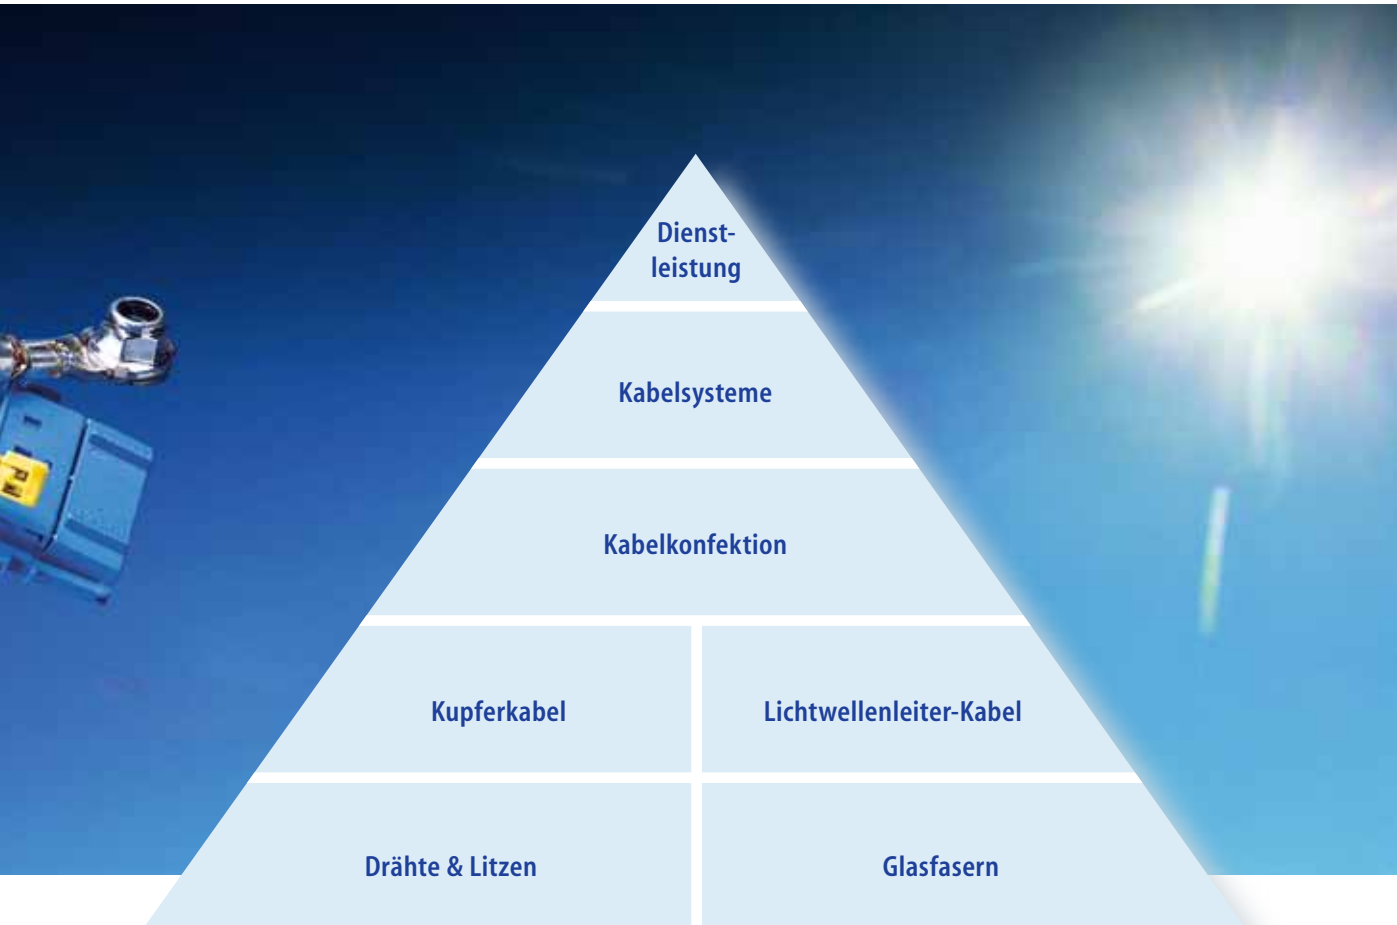 Dienst-
leistung
Kabelsysteme
Kabelkonfektion
Kupferkabel
Lichtwellenleiter-Kabel
Drähte & Litzen
Glasfasern